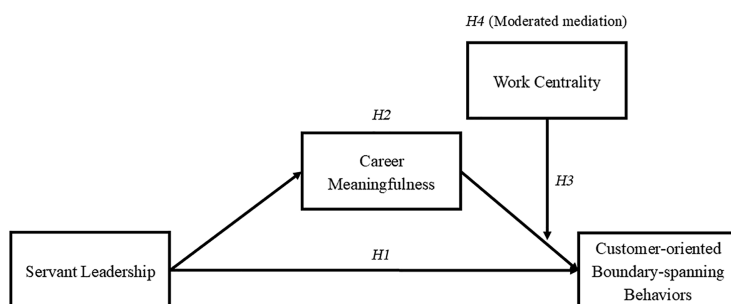 H4 (Moderated mediation)
Work Centrality
H2
Career
Meaningfulness
H3
Servant Leadership
H1
Customer-oriented
Boundary-spanning
Behaviors